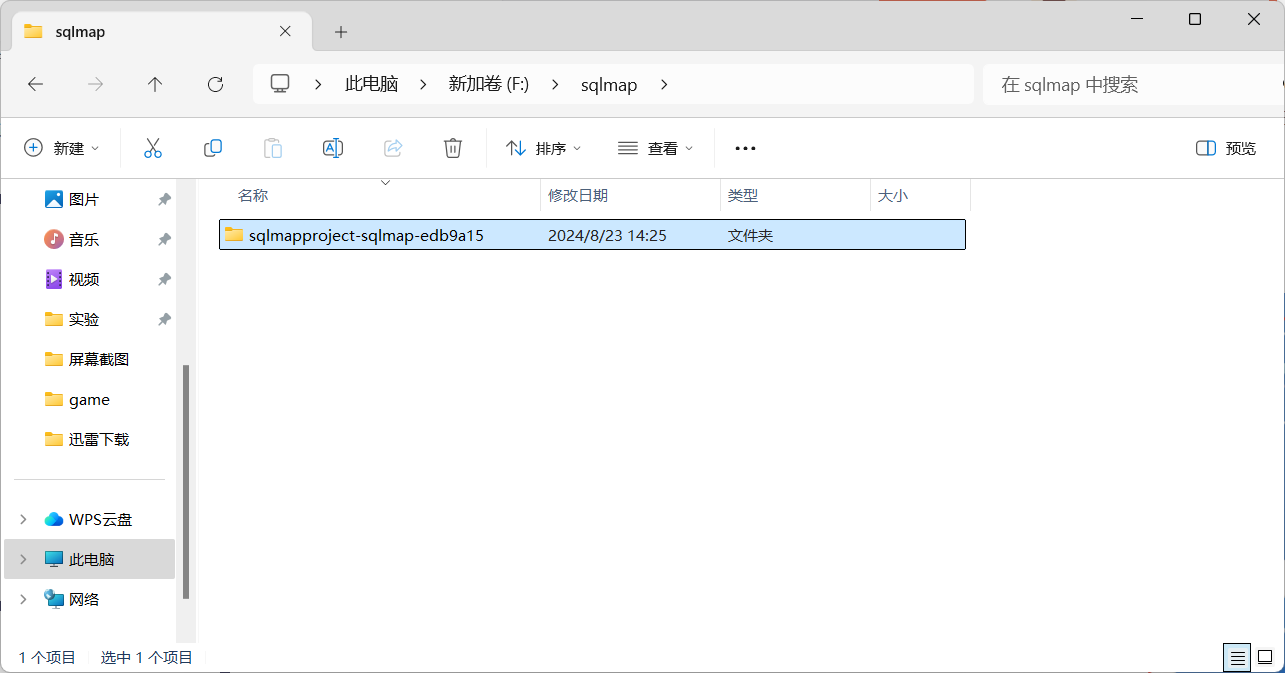 sqlmap
此电脑 新加卷 (F:) sqlmap
在 sqlmap 中搜索
新建 排序 查看 预览
名称 修改日期 类型 大小
sqlmapproject-sqlmap-edb9a15 2024/8/23 14:25 文件夹
图片
音乐
视频
实验
屏幕截图
game
迅雷下载
WPS云盘
此电脑
网络
1 个项目 选中 1 个项目